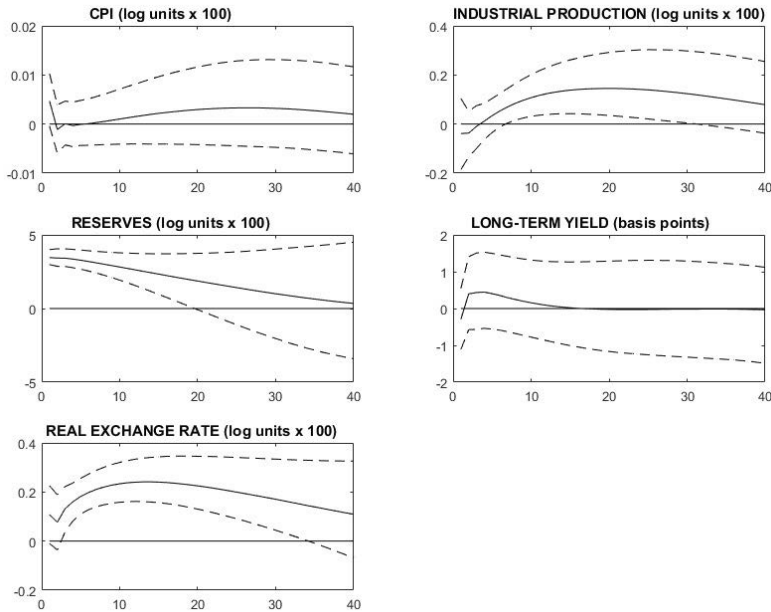 CPI (log units x 100)
0.02
0.01
0
-0.01
0 10 20 30 40
INDUSTRIAL PRODUCTION (log units x 100)
0.4
0.2
0
-0.2
0 10 20 30 40
RESERVES (log units x 100)
5
0
-5
0 10 20 30 40
LONG-TERM YIELD (basis points)
2
1
0
-1
-2
0 10 20 30 40
REAL EXCHANGE RATE (log units x 100)
0.4
0.2
0
-0.2
0 10 20 30 40